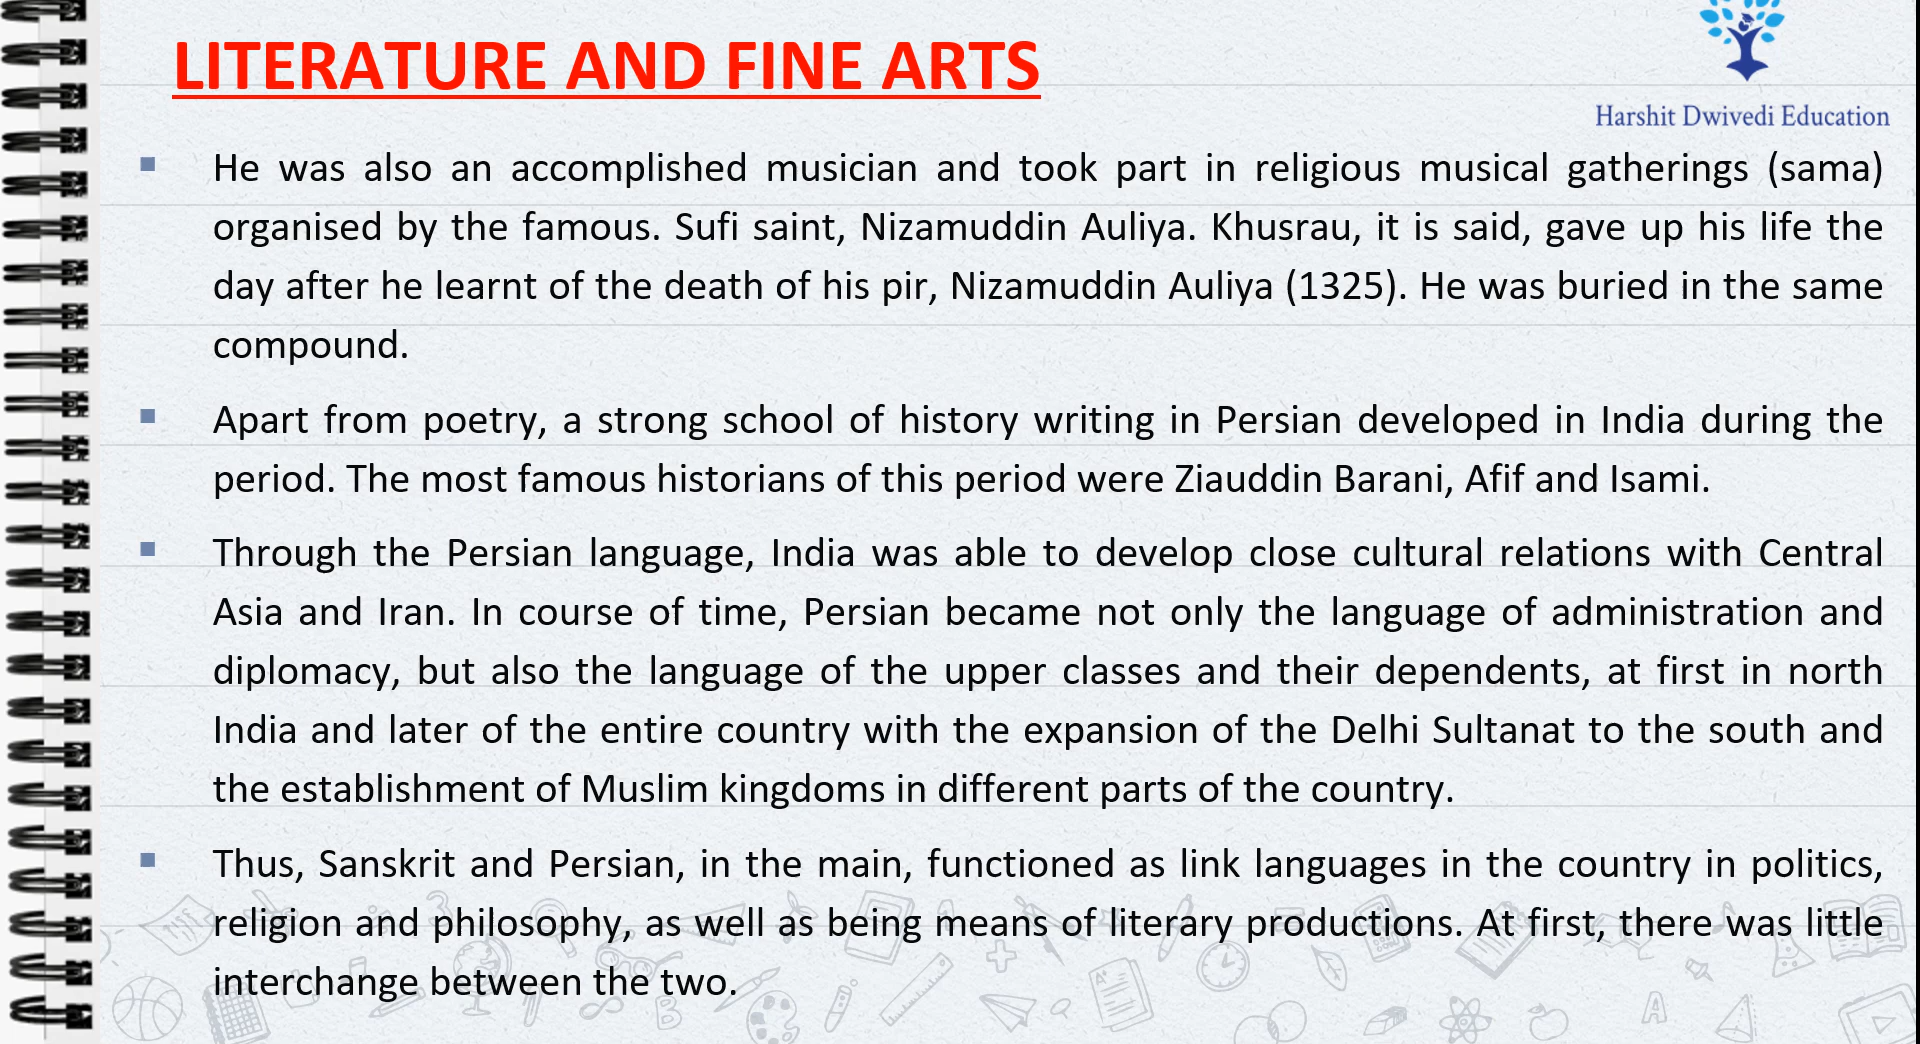 LITERATURE AND FINE ARTS
Harshit Dwivedi Education
▪ He was also an accomplished musician and took part in religious musical gatherings (sama)
organised by the famous. Sufi saint, Nizamuddin Auliya. Khusrau, it is said, gave up his life the
day after he learnt of the death of his pir, Nizamuddin Auliya (1325). He was buried in the same
compound.
▪ Apart from poetry, a strong school of history writing in Persian developed in India during the
period. The most famous historians of this period were Ziauddin Barani, Afif and Isami.
▪ Through the Persian language, India was able to develop close cultural relations with Central
Asia and Iran. In course of time, Persian became not only the language of administration and
diplomacy, but also the language of the upper classes and their dependents, at first in north
India and later of the entire country with the expansion of the Delhi Sultanat to the south and
the establishment of Muslim kingdoms in different parts of the country.
▪ Thus, Sanskrit and Persian, in the main, functioned as link languages in the country in politics,
religion and philosophy, as well as being means of literary productions. At first, there was little
interchange between the two.